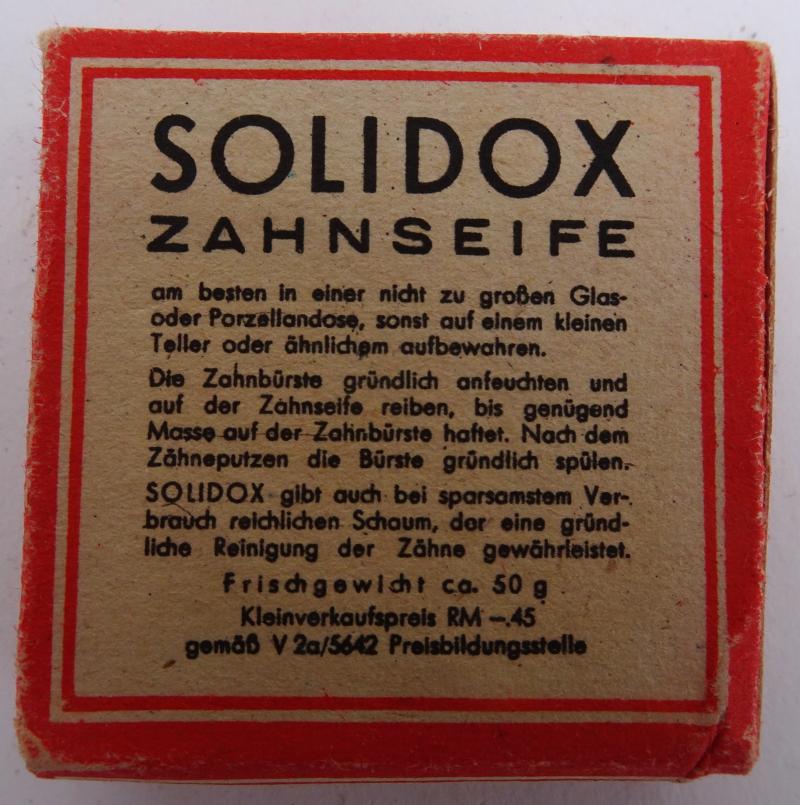 SOLIDOX
ZAHNSEIFE
am besten in einer nicht zu großen Glas-
oder Porzellandose, sonst auf einem kleinen
Teller oder ähnlichem aufbewahren.
Die Zahnbürste gründlich anfeuchten und
auf der Zahnseife reiben, bis genügend
Masse auf der Zahnbürste haftet. Nach dem
Zähneputzen die Bürste gründlich spülen.
SOLIDOX gibt auch bei sparsamstem Ver-
brauch reichlichen Schaum, der eine gründ-
liche Reinigung der Zähne gewährleistet.
Frischgewicht ca. 50 g
Kleinverkaufspreis RM –.45
gemäß V 2a/5642 Preisbildungsstelle